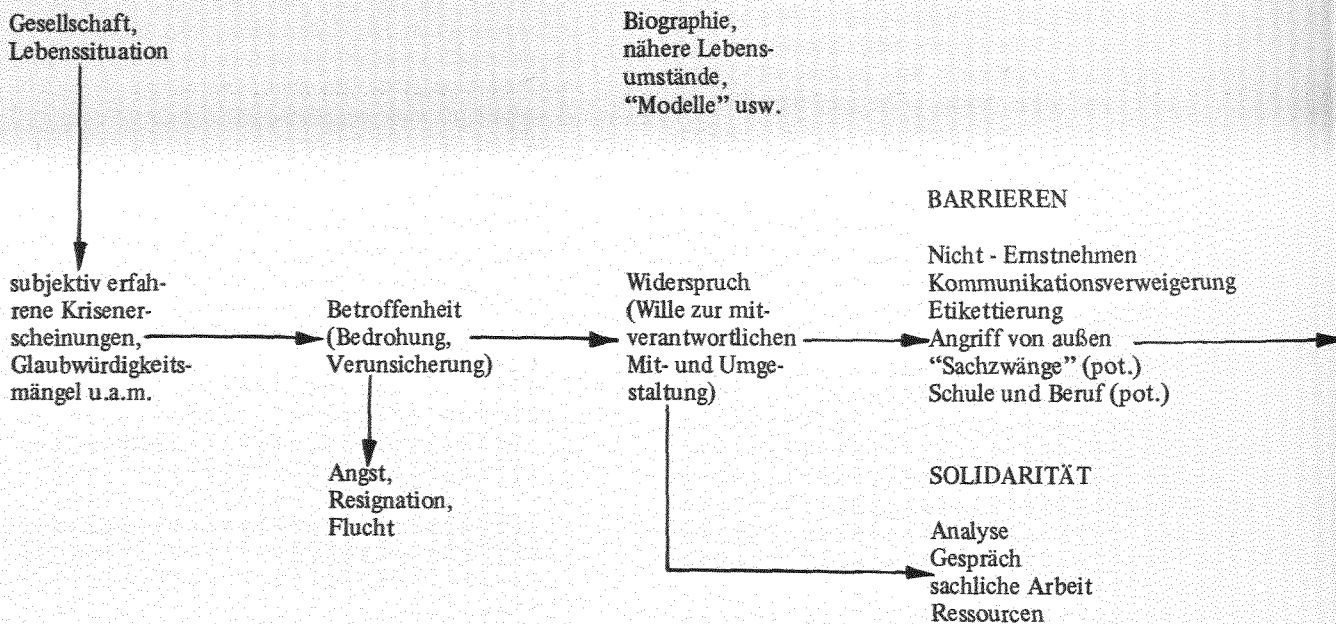 Gesellschaft,
Lebenssituation
Biographie,
nähere Lebens-
umstände,
“Modelle” usw.
subjektiv erfah-
rene Krisener-
scheinungen,
Glaubwürdigkeits-
mängel u.a.m.
Betroffenheit
(Bedrohung,
Verunsicherung)
Angst,
Resignation,
Flucht
Widerspruch
(Wille zur mit-
verantwortlichen
Mit- und Umge-
staltung)
BARRIEREN
Nicht - Ernstnehmen
Kommunikationsverweigerung
Etikettierung
Angriff von außen
“Sachzwänge” (pot.)
Schule und Beruf (pot.)
SOLIDARITÄT
Analyse
Gespräch
sachliche Arbeit
Ressourcen